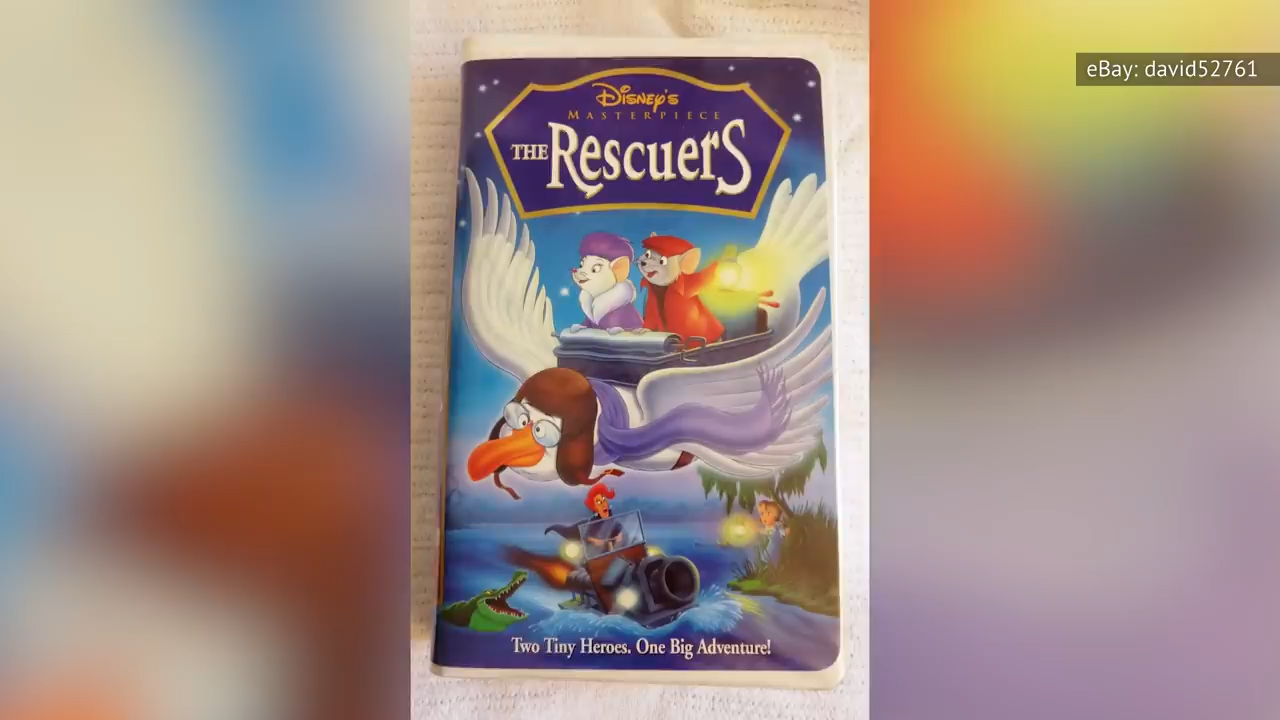 eBay: david52761
Disney's
MASTERPIECE
THE RescuerS
Two Tiny Heroes. One Big Adventure!